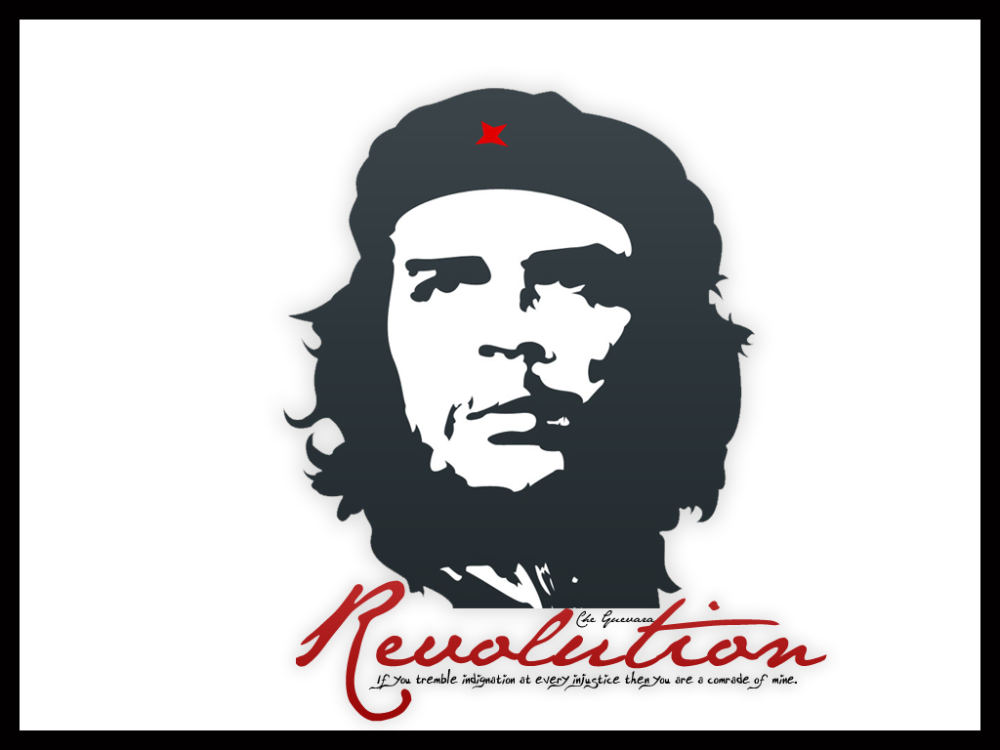 Che Guevara
Revolution
If you tremble indignation at every injustice then you are a comrade of mine.